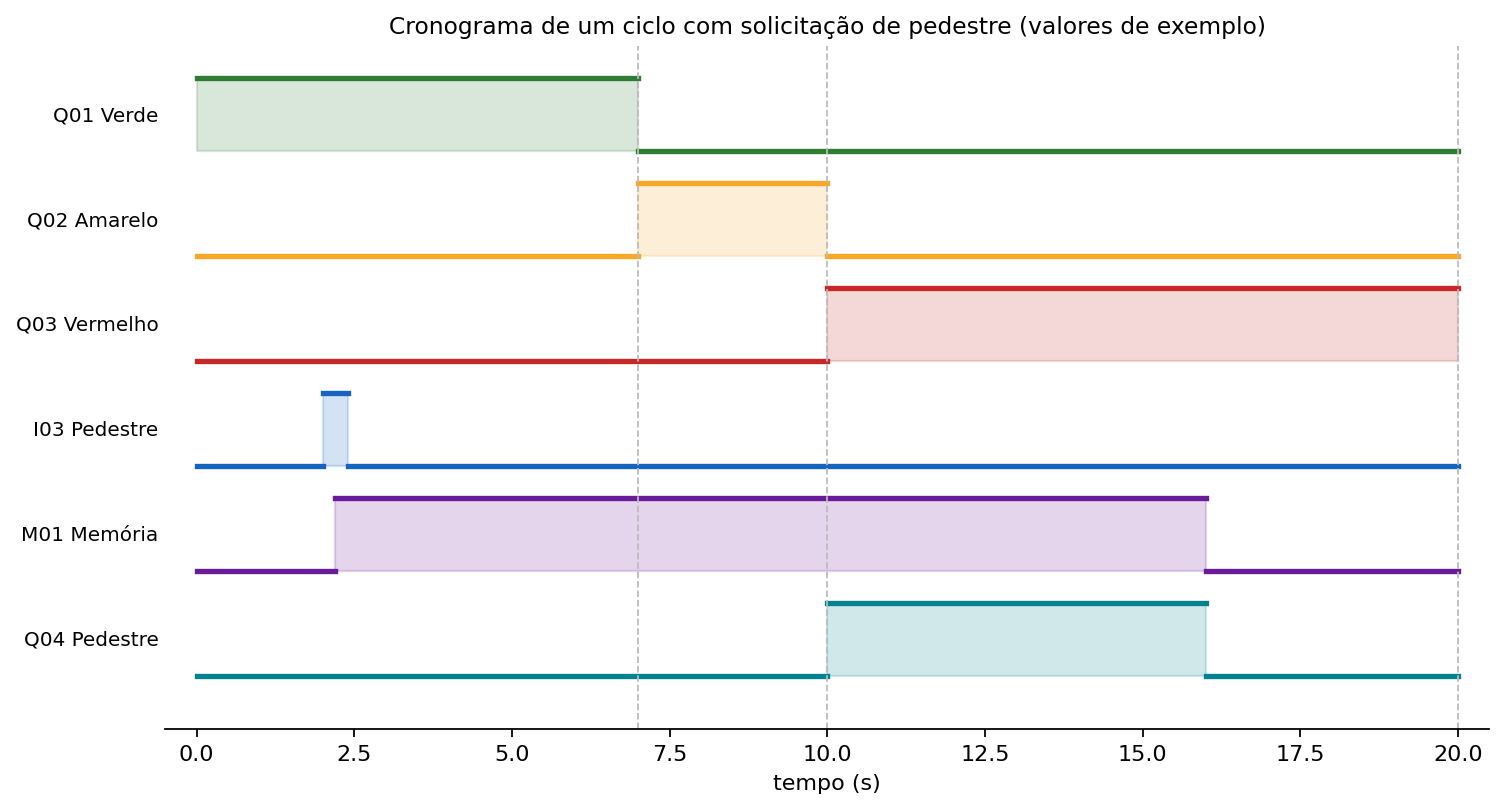 Cronograma de um ciclo com solicitação de pedestre (valores de exemplo)
Q01 Verde
Q02 Amarelo
Q03 Vermelho
I03 Pedestre
M01 Memória
Q04 Pedestre
0.0 2.5 5.0 7.5 10.0 12.5 15.0 17.5 20.0
tempo (s)